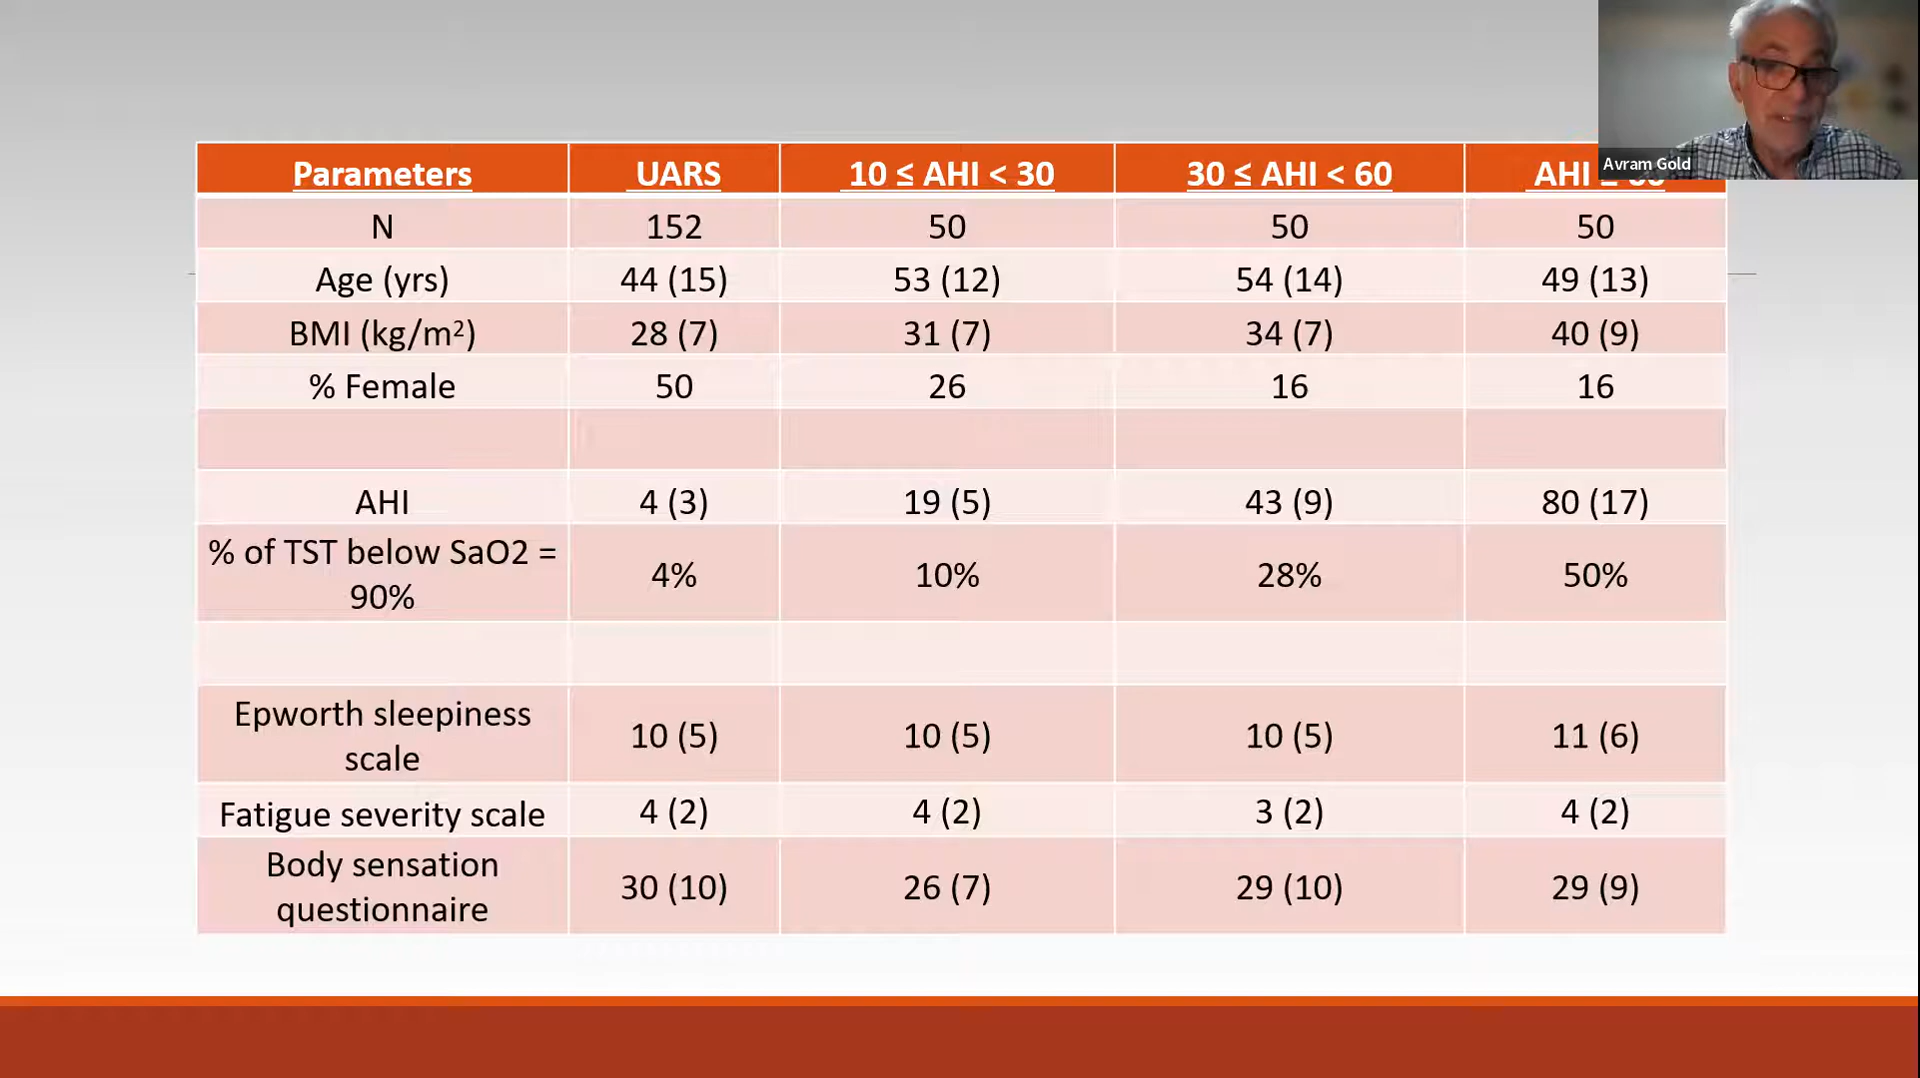 Avram Gold
Parameters UARS 10 ≤ AHI < 30 30 ≤ AHI < 60 AHI ≥ 60
N 152 50 50 50
Age (yrs) 44 (15) 53 (12) 54 (14) 49 (13)
BMI (kg/m²) 28 (7) 31 (7) 34 (7) 40 (9)
% Female 50 26 16 16
AHI 4 (3) 19 (5) 43 (9) 80 (17)
% of TST below SaO2 =
90% 4% 10% 28% 50%
Epworth sleepiness
scale 10 (5) 10 (5) 10 (5) 11 (6)
Fatigue severity scale 4 (2) 4 (2) 3 (2) 4 (2)
Body sensation
questionnaire 30 (10) 26 (7) 29 (10) 29 (9)